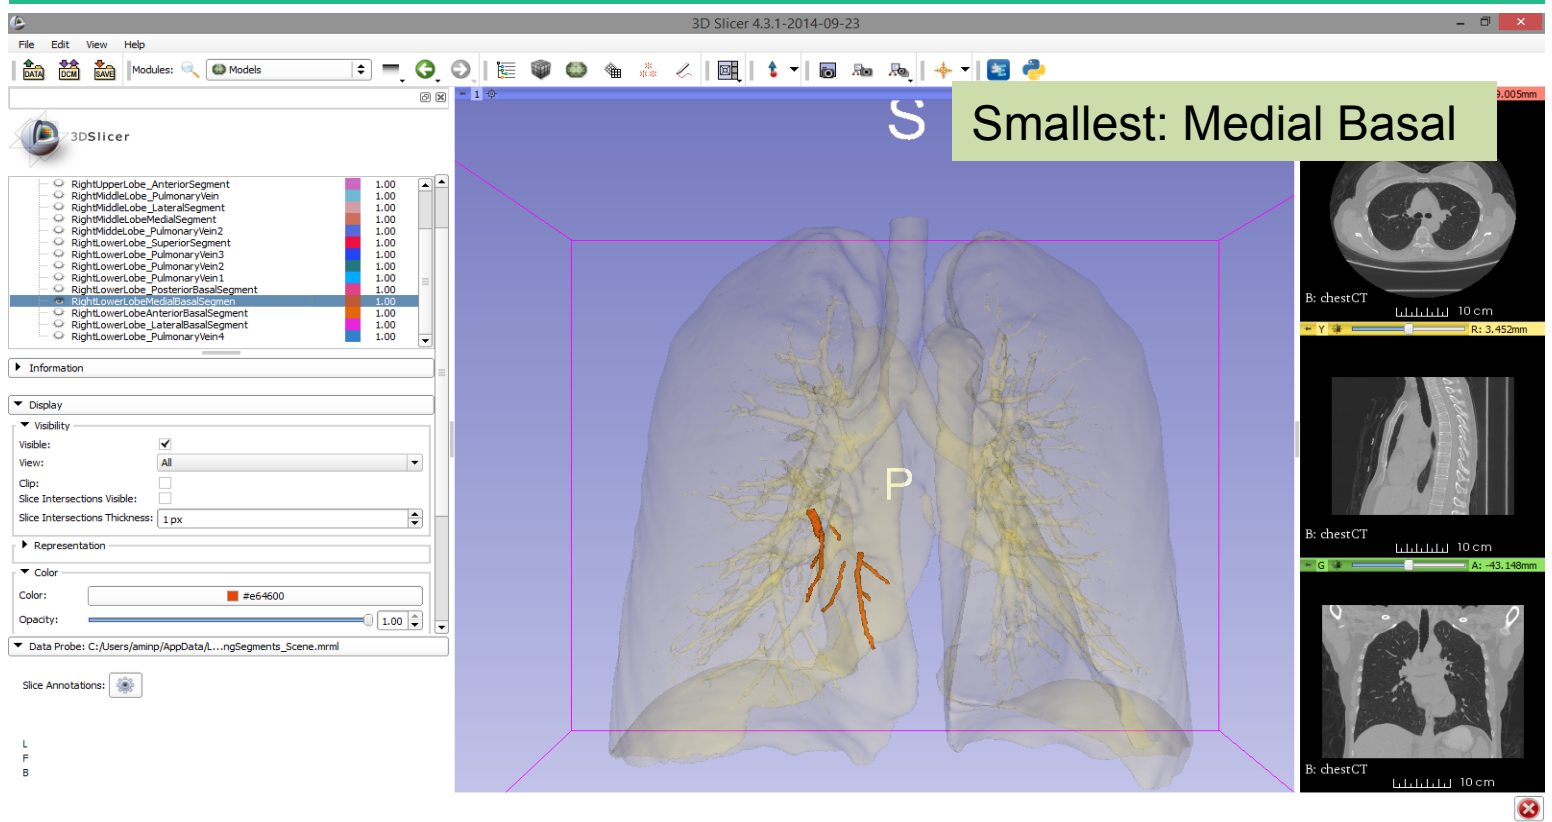 3D Slicer 4.3.1-2014-09-23
File Edit View Help
DATA DCM SAVE Modules: Models
1
S
Smallest: Medial Basal
9.005mm
3DSlicer
RightUpperLobe_AnteriorSegment 1.00
RightMiddleLobe_PulmonaryVein 1.00
RightMiddleLobe_LateralSegment 1.00
RightMiddleLobeMedialSegment 1.00
RightMiddeLobe_PulmonaryVein2 1.00
RightLowerLobe_SuperiorSegment 1.00
RightLowerLobe_PulmonaryVein3 1.00
RightLowerLobe_PulmonaryVein2 1.00
RightLowerLobe_PulmonaryVein1 1.00
RightLowerLobe_PosteriorBasalSegment 1.00
RightLowerLobeMedialBasalSegmen 1.00
RightLowerLobeAnteriorBasalSegment 1.00
RightLowerLobe_LateralBasalSegment 1.00
RightLowerLobe_PulmonaryVein4 1.00
Information
Display
Visibility
Visible:
View: All
Clip:
Slice Intersections Visible:
Slice Intersections Thickness: 1 px
Representation
Color
Color: #e64600
Opacity: 1.00
Data Probe: C:/Users/aminp/AppData/L...ngSegments_Scene.mrml
Slice Annotations:
L
F
B
P
B: chestCT
10 cm
Y R: 3.452mm
B: chestCT
10 cm
G A: -43.148mm
B: chestCT
10 cm